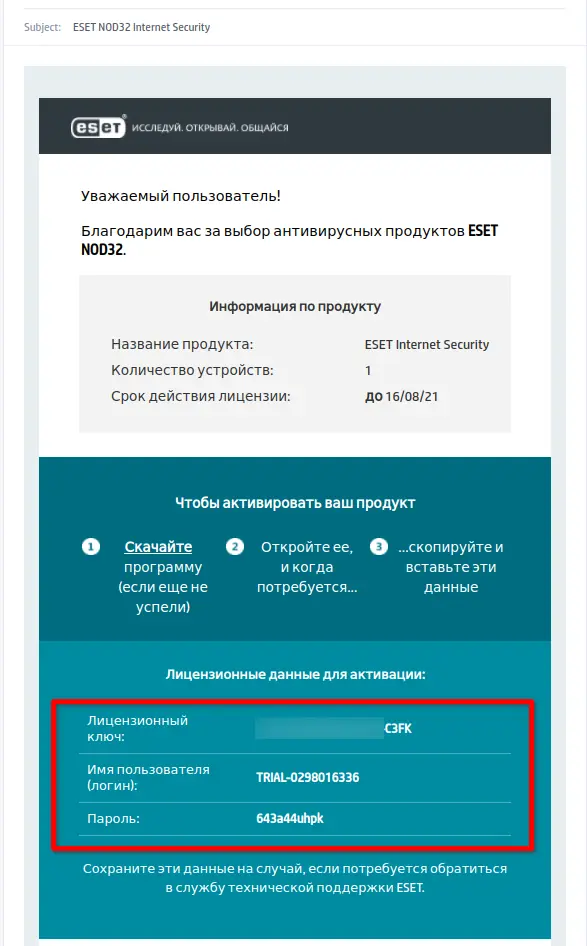 Subject: ESET NOD32 Internet Security
eset® ИССЛЕДУЙ. ОТКРЫВАЙ. ОБЩАЙСЯ
Уважаемый пользователь!
Благодарим вас за выбор антивирусных продуктов ESET
NOD32.
Информация по продукту
Название продукта: ESET Internet Security
Количество устройств: 1
Срок действия лицензии: ДО 16/08/21
Чтобы активировать ваш продукт
1 Скачайте
программу
(если еще не
успели)
2 Откройте ее,
и когда
потребуется...
3 ...скопируйте и
вставьте эти
данные
Лицензионные данные для активации:
Лицензионный
ключ: -C3FK
Имя пользователя
(логин): TRIAL-0298016336
Пароль: 643a44uhpk
Сохраните эти данные на случай, если потребуется обратиться
в службу технической поддержки ESET.